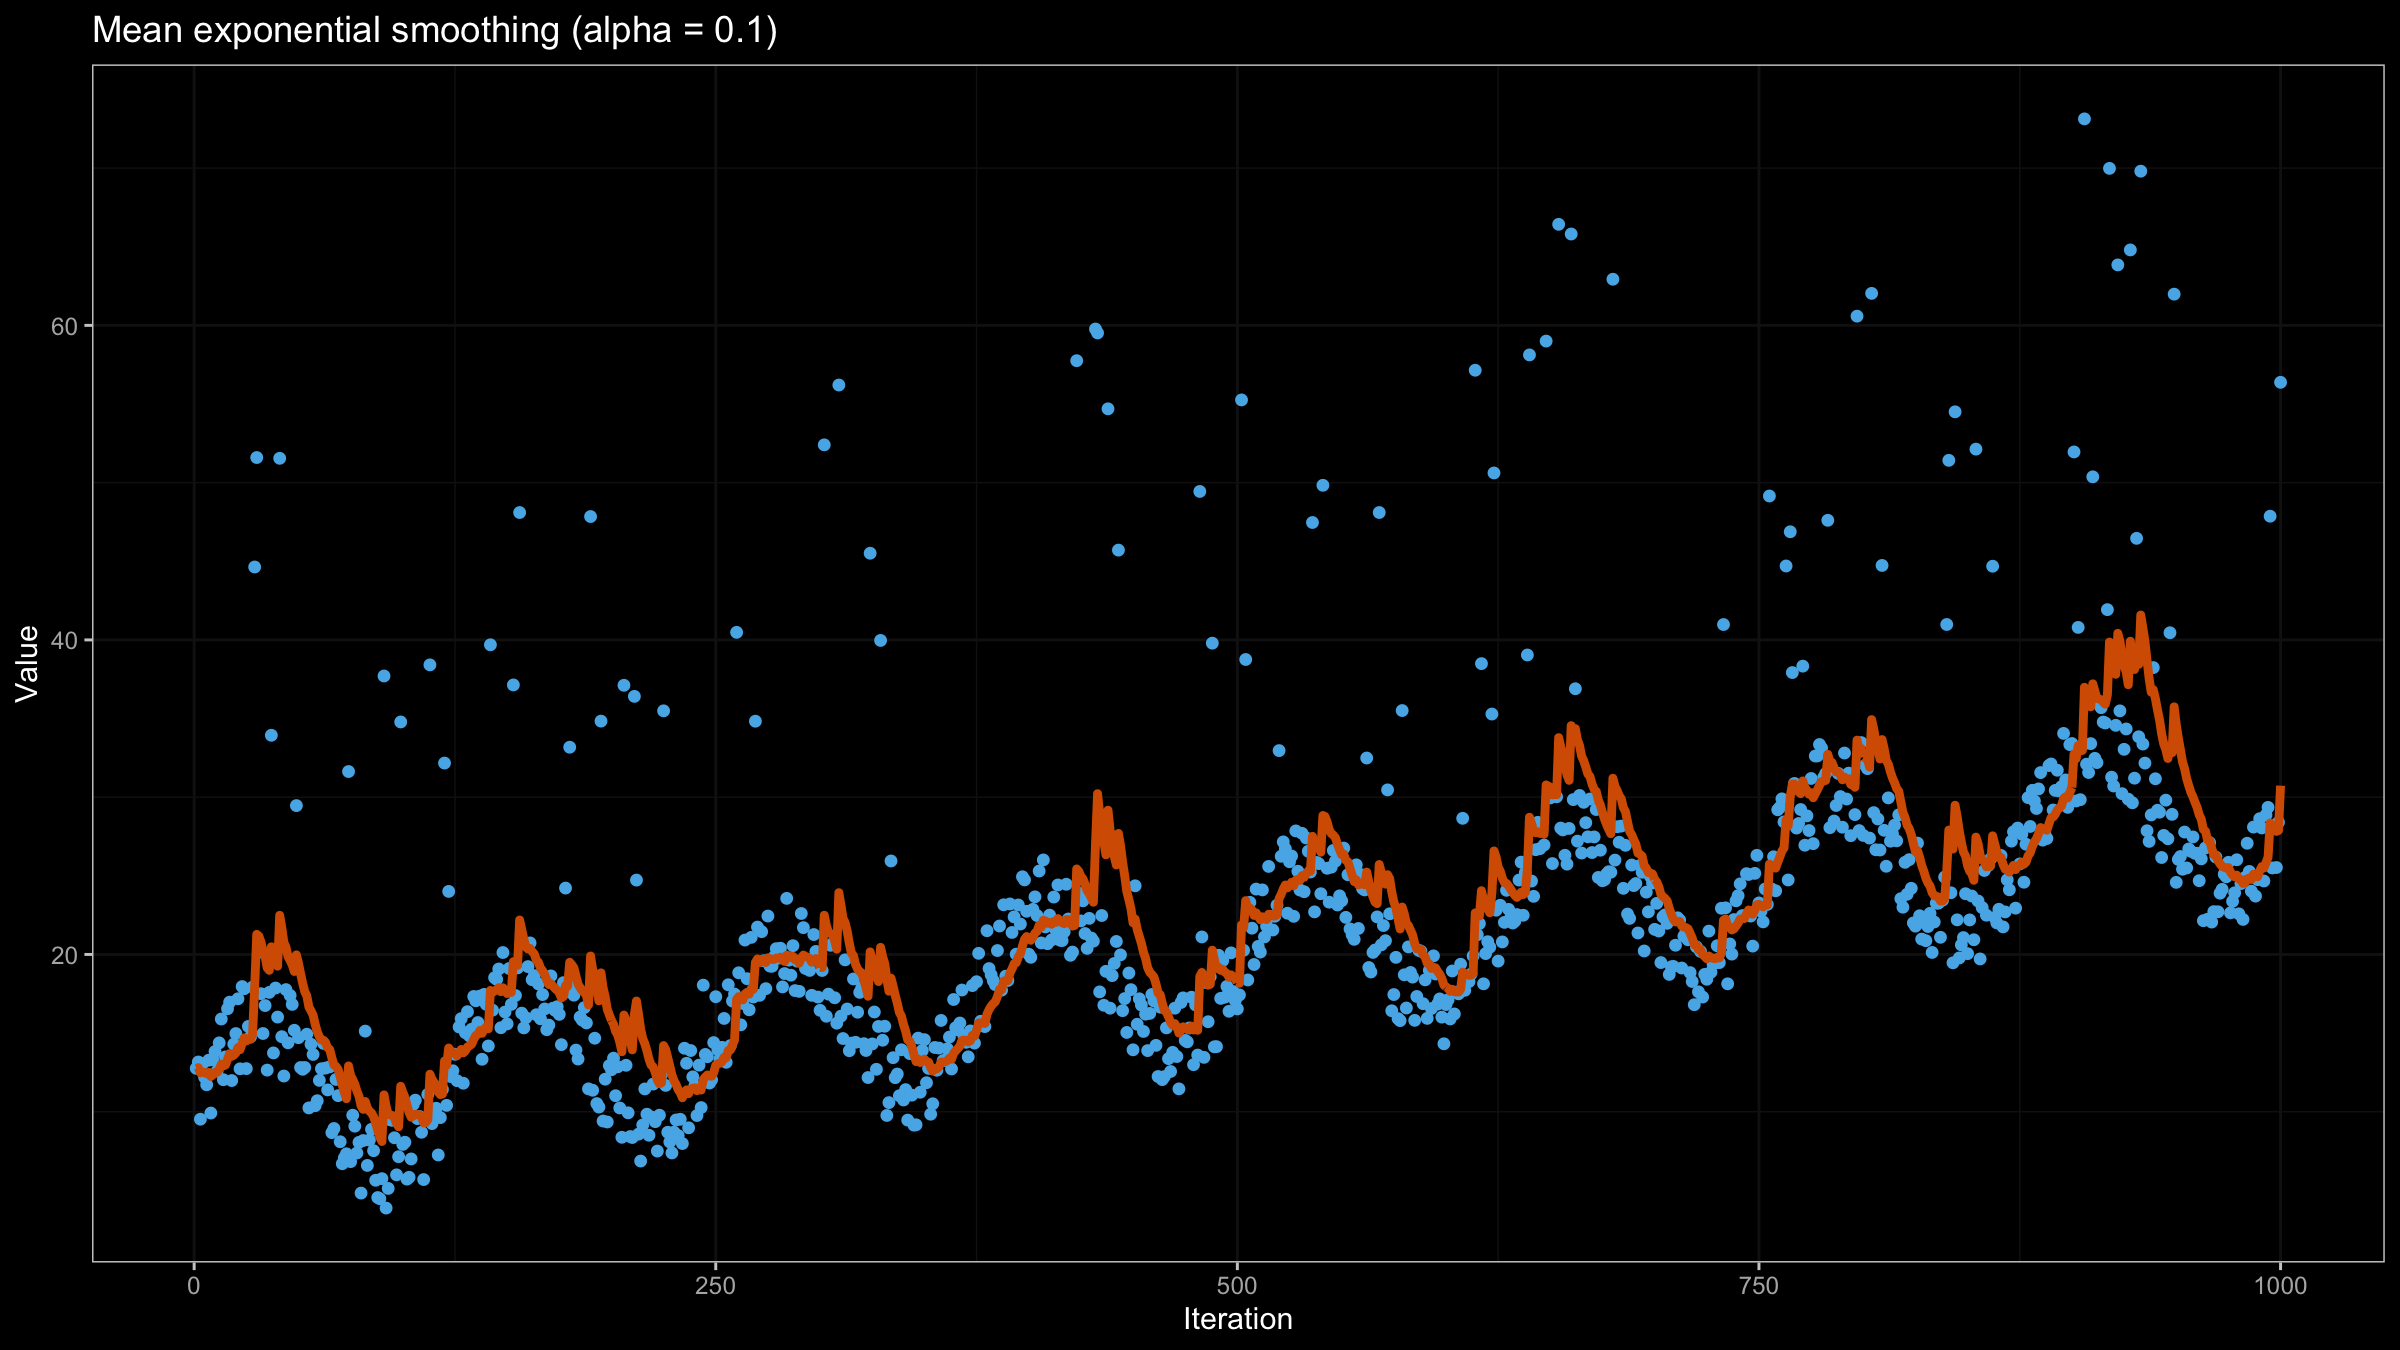 Mean exponential smoothing (alpha = 0.1)
Value
60
40
20
0 250 500 750 1000
Iteration